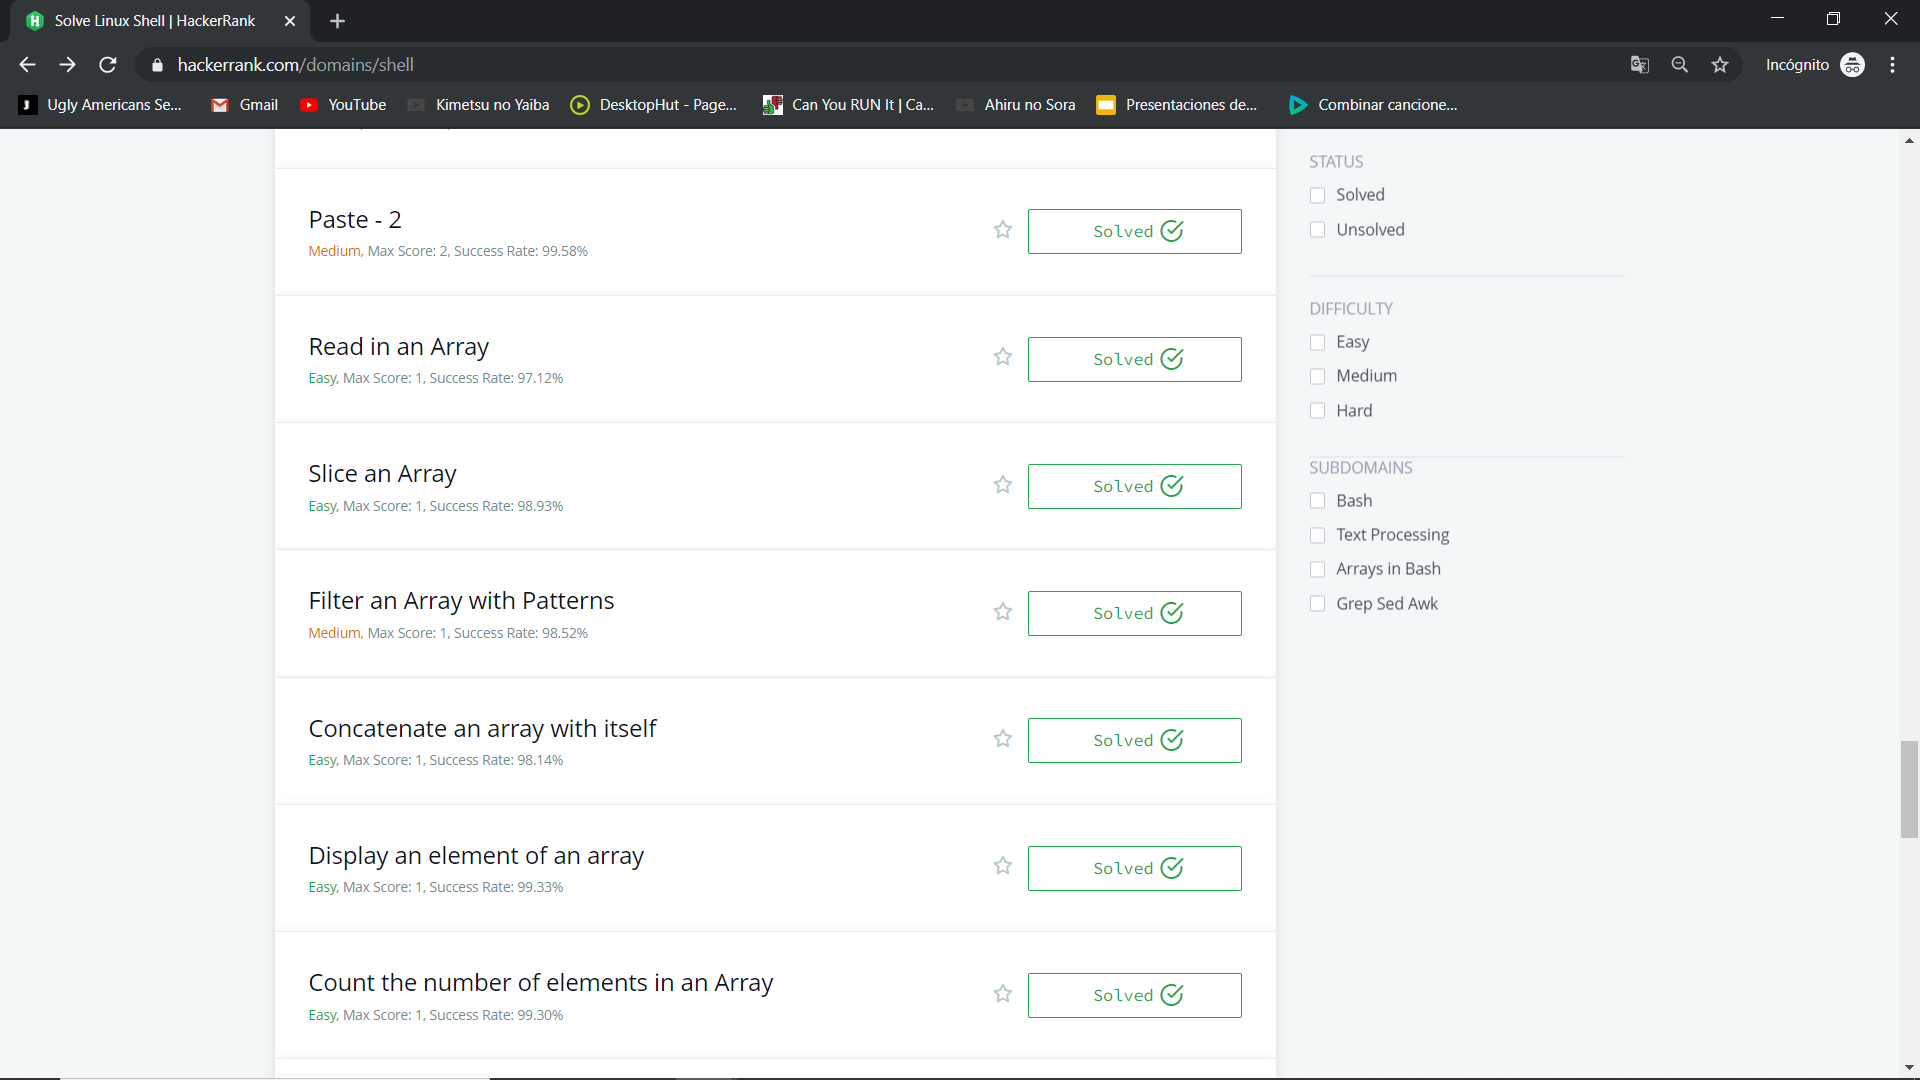 Solve Linux Shell | HackerRank
hackerrank.com/domains/shell
Incógnito
Ugly Americans Se...
Gmail
YouTube
Kimetsu no Yaiba
DesktopHut - Page...
Can You RUN It | Ca...
Ahiru no Sora
Presentaciones de...
Combinar cancione...
Paste - 2
Medium, Max Score: 2, Success Rate: 99.58%
Solved
Read in an Array
Easy, Max Score: 1, Success Rate: 97.12%
Solved
Slice an Array
Easy, Max Score: 1, Success Rate: 98.93%
Solved
Filter an Array with Patterns
Medium, Max Score: 1, Success Rate: 98.52%
Solved
Concatenate an array with itself
Easy, Max Score: 1, Success Rate: 98.14%
Solved
Display an element of an array
Easy, Max Score: 1, Success Rate: 99.33%
Solved
Count the number of elements in an Array
Easy, Max Score: 1, Success Rate: 99.30%
Solved
STATUS
Solved
Unsolved
DIFFICULTY
Easy
Medium
Hard
SUBDOMAINS
Bash
Text Processing
Arrays in Bash
Grep Sed Awk